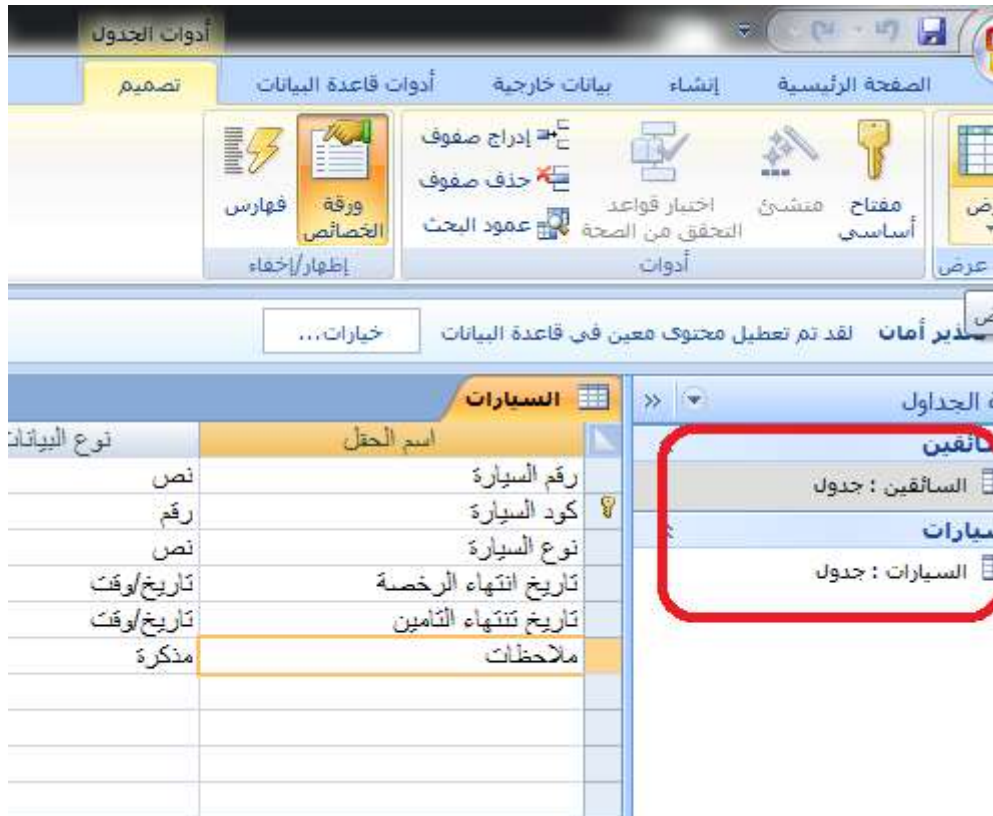 أدوات الجدول
الصفحة الرئيسية إنشاء بيانات خارجية أدوات قاعدة البيانات تصميم
مفتاح أساسي
منشئ
اختبار قواعد التحقق من الصحة
إدراج صفوف
حذف صفوف
عمود البحث
ورقة الخصائص
فهارس
عرض أدوات إظهار/إخفاء
أمان لقد تم تعطيل محتوى معين في قاعدة البيانات خيارات...
الجداول
السائقين : جدول
السيارات : جدول
السيارات
اسم الحقل نوع البيانات
رقم السيارة نص
كود السيارة رقم
نوع السيارة نص
تاريخ انتهاء الرخصة تاريخ/وقت
تاريخ تنتهاء التامين تاريخ/وقت
ملاحظات مذكرة